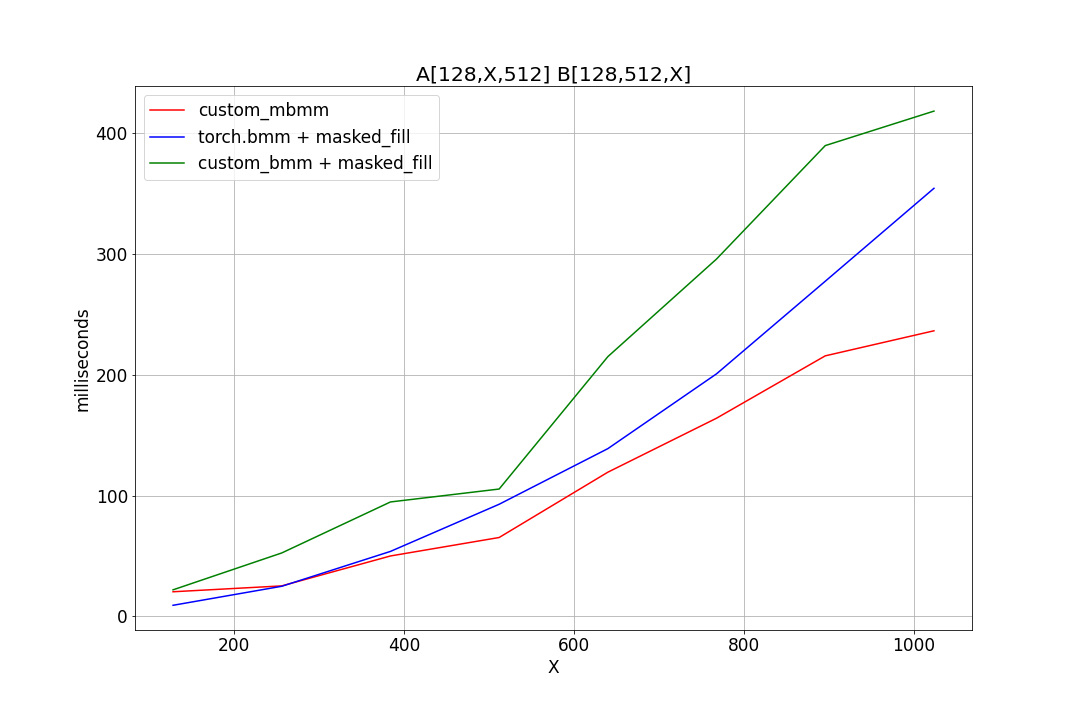 A[128,X,512] B[128,512,X]
custom_mbmm
torch.bmm + masked_fill
custom_bmm + masked_fill
milliseconds
400
300
200
100
0
200 400 600 800 1000
X